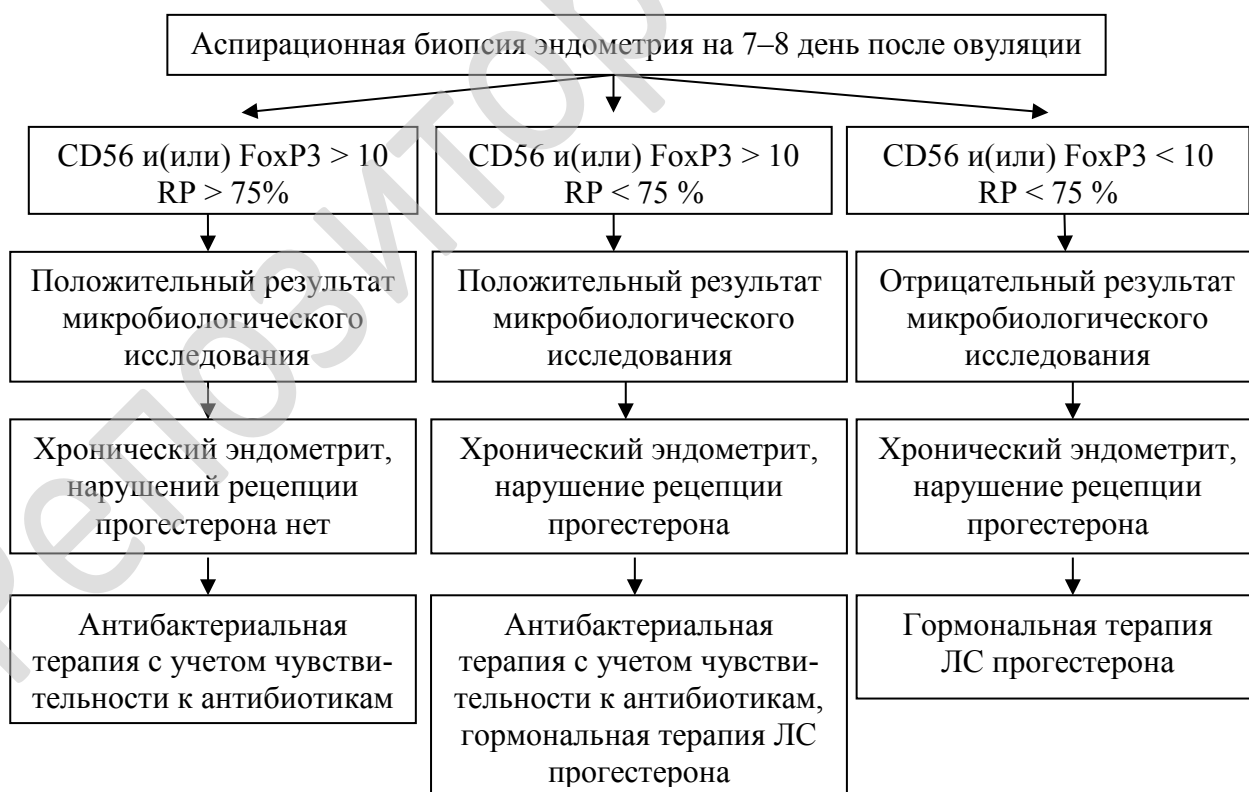 Аспирационная биопсия эндометрия на 7–8 день после овуляции
CD56 и(или) FoxP3 > 10
RP > 75%
CD56 и(или) FoxP3 > 10
RP < 75 %
CD56 и(или) FoxP3 < 10
RP < 75 %
Положительный результат
микробиологического
исследования
Положительный результат
микробиологического
исследования
Отрицательный результат
микробиологического
исследования
Хронический эндометрит,
нарушений рецепции
прогестерона нет
Хронический эндометрит,
нарушение рецепции
прогестерона
Хронический эндометрит,
нарушение рецепции
прогестерона
Антибактериальная
терапия с учетом чувстви-
тельности к антибиотикам
Антибактериальная
терапия с учетом чувстви-
тельности к антибиотикам,
гормональная терапия ЛС
прогестерона
Гормональная терапия
ЛС прогестерона
Репозитор